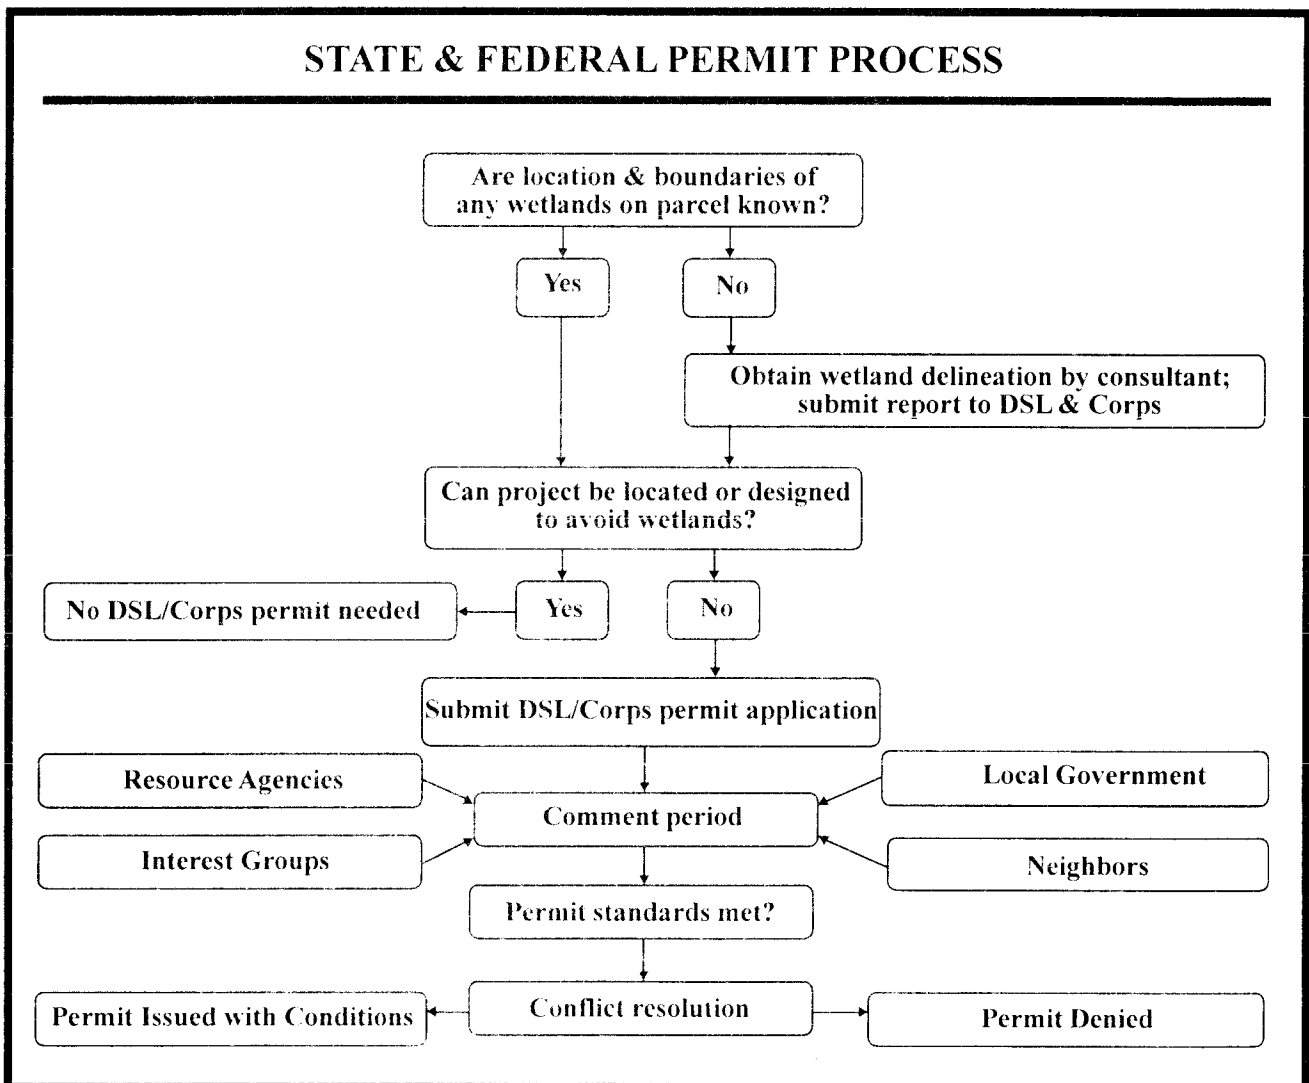 STATE & FEDERAL PERMIT PROCESS
Are location & boundaries of
any wetlands on parcel known?
Yes
No
Obtain wetland delineation by consultant;
submit report to DSL & Corps
Can project be located or designed
to avoid wetlands?
No DSL/Corps permit needed
Yes
No
Submit DSL/Corps permit application
Resource Agencies
Local Government
Comment period
Interest Groups
Neighbors
Permit standards met?
Permit Issued with Conditions
Conflict resolution
Permit Denied